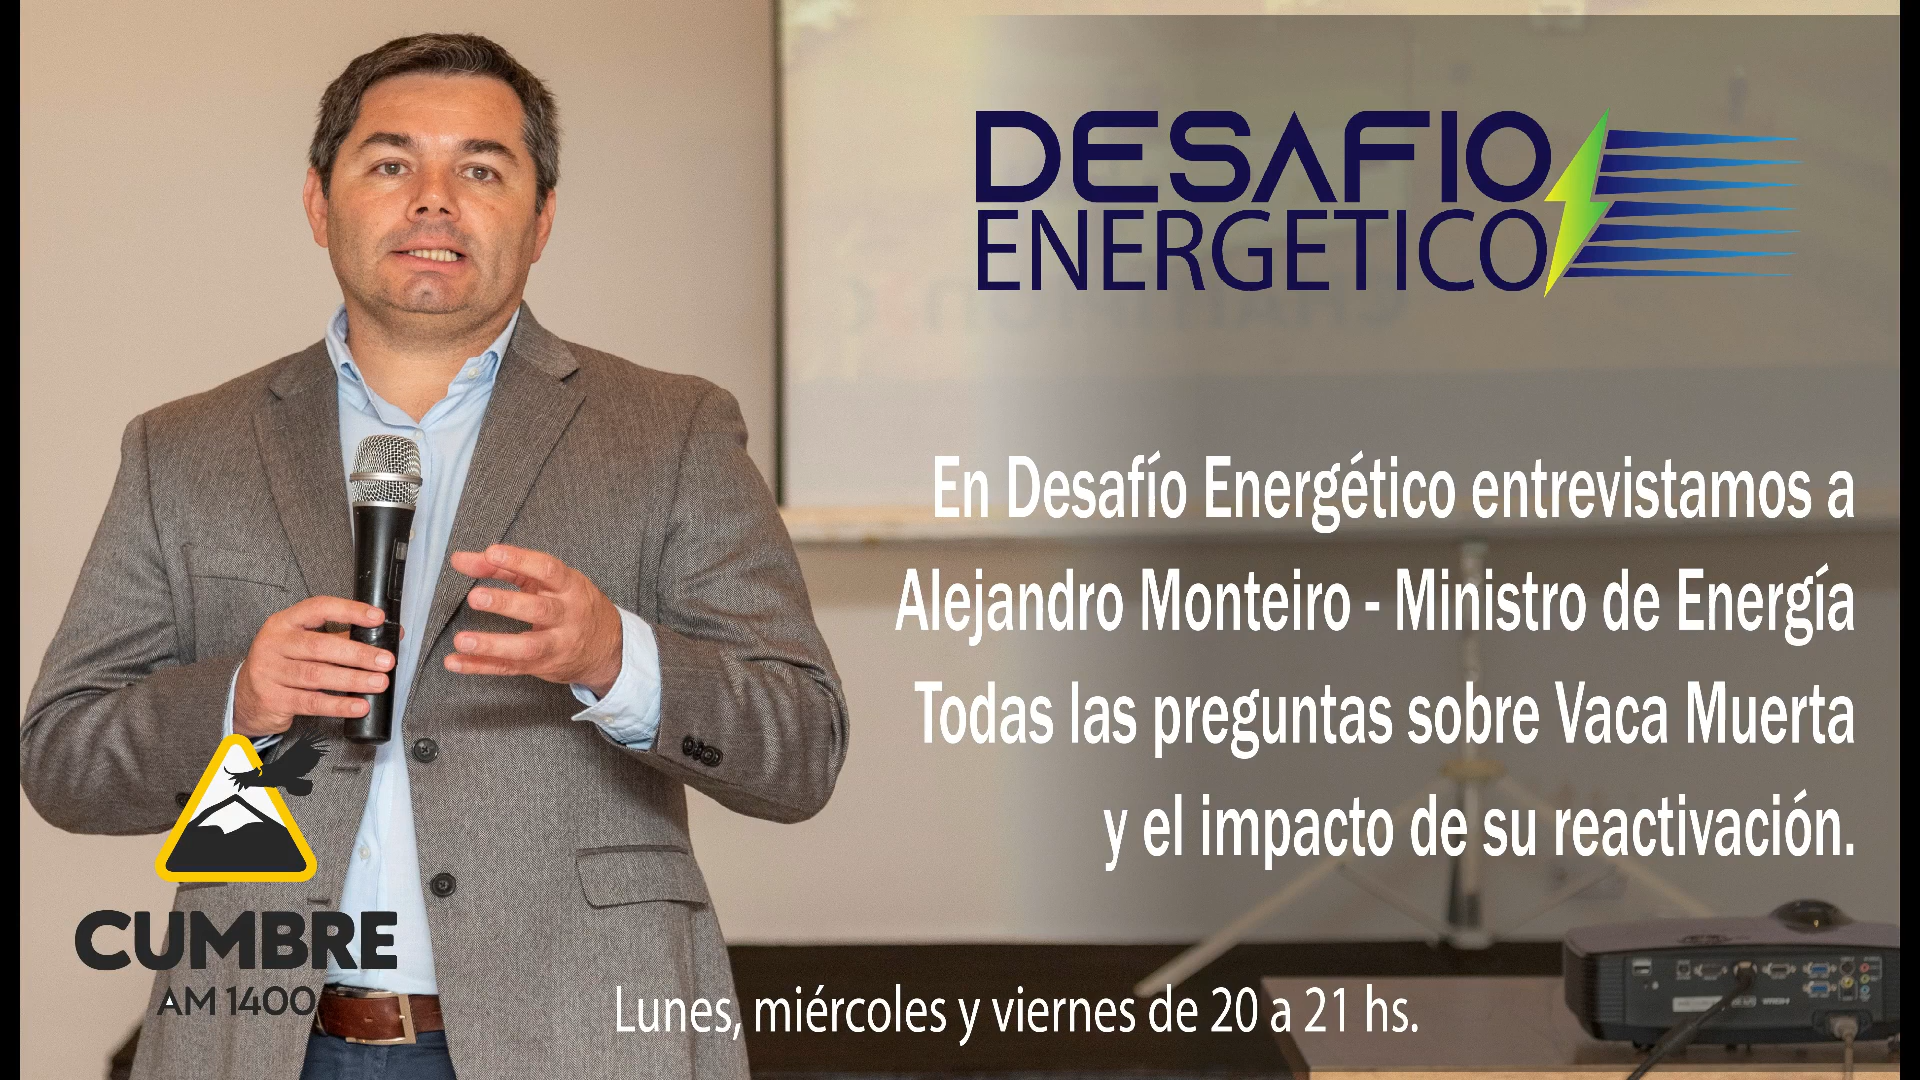 DESAFIO
ENERGETICO
En Desafío Energético entrevistamos a
Alejandro Monteiro - Ministro de Energía
Todas las preguntas sobre Vaca Muerta
y el impacto de su reactivación.
CUMBRE
AM 1400
Lunes, miércoles y viernes de 20 a 21 hs.